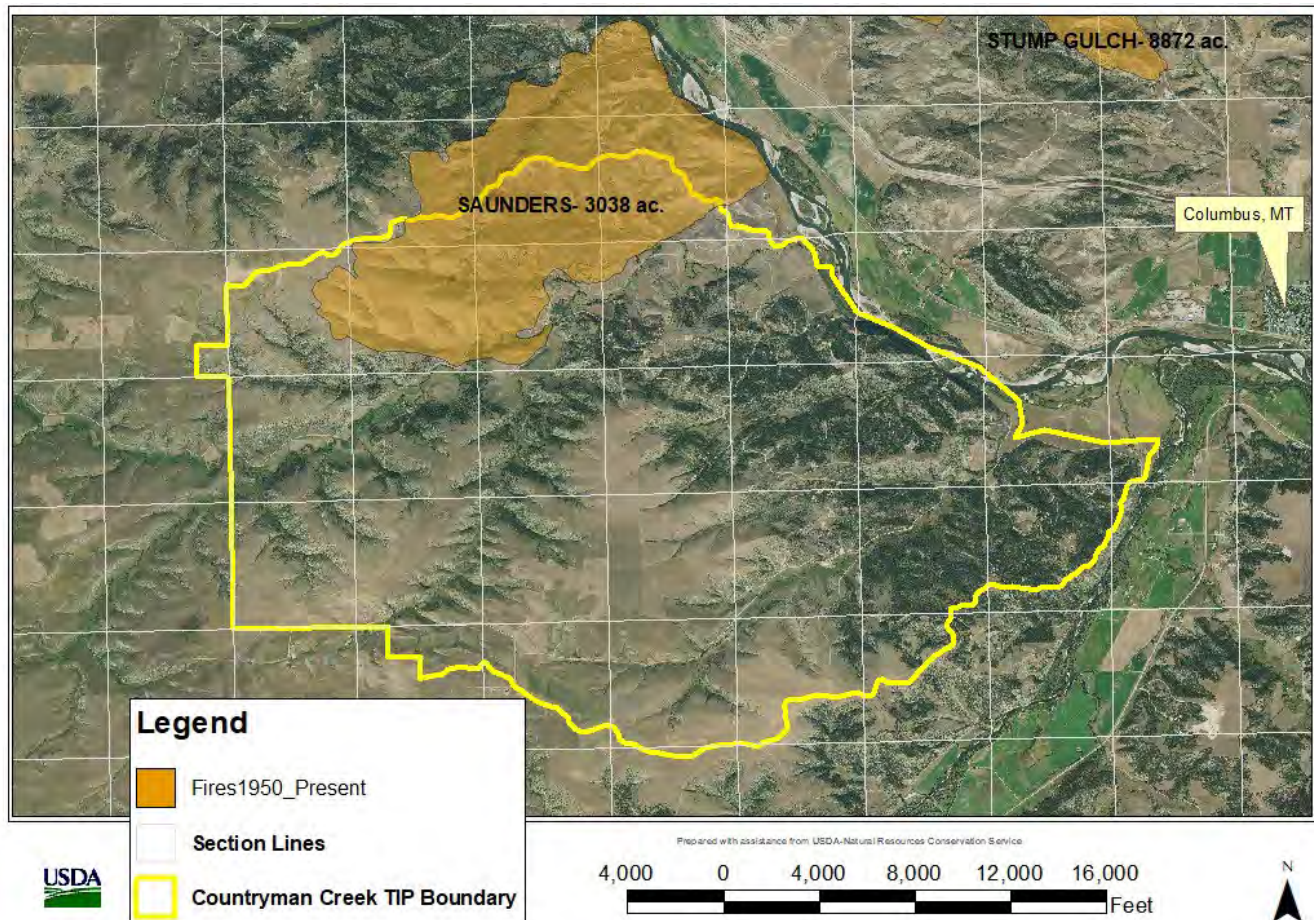 STUMP GULCH- 8872 ac.
SAUNDERS- 3038 ac.
Columbus, MT
Legend
Fires1950_Present
Section Lines
Countryman Creek TIP Boundary
USDA
Prepared with assistance from USDA-Natural Resources Conservation Service
4,000 0 4,000 8,000 12,000 16,000
Feet
N